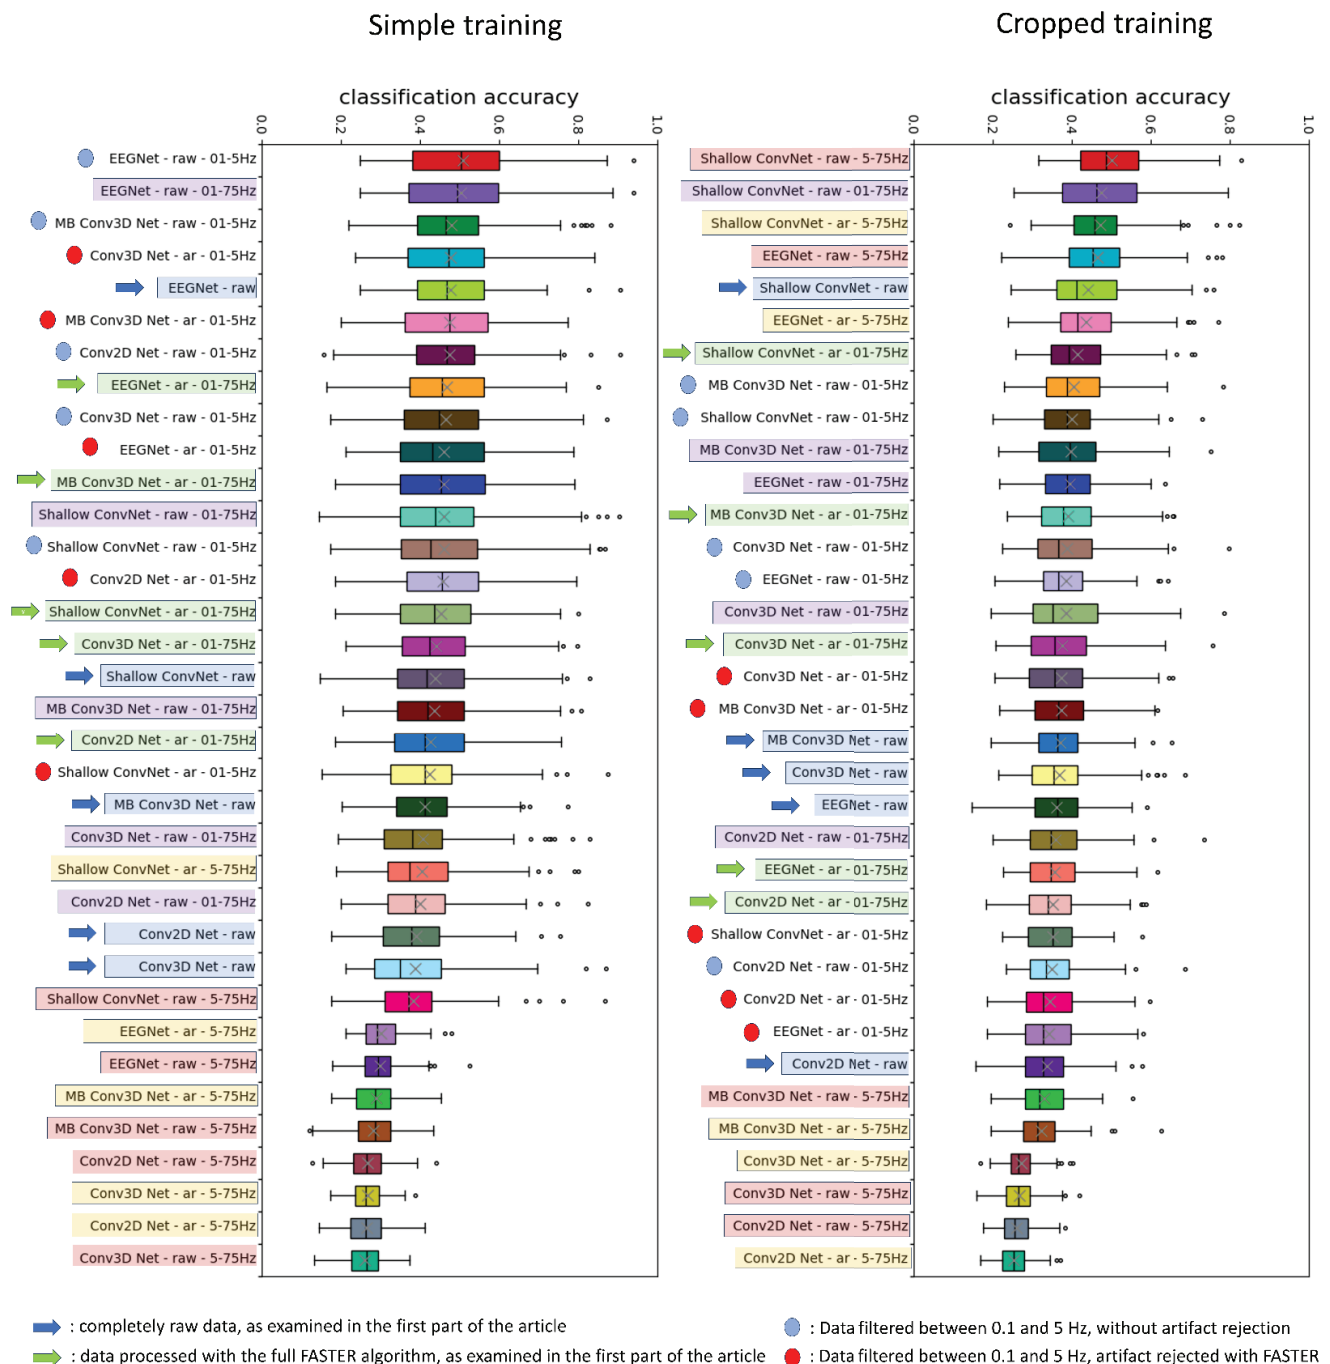 Simple training
Cropped training
classification accuracy
0.0 0.2 0.4 0.6 0.8 1.0
EEGNet - raw - 01-5Hz
EEGNet - raw - 01-75Hz
MB Conv3D Net - raw - 01-5Hz
Conv3D Net - ar - 01-5Hz
EEGNet - raw
MB Conv3D Net - ar - 01-5Hz
Conv2D Net - raw - 01-5Hz
EEGNet - ar - 01-75Hz
Conv3D Net - raw - 01-5Hz
EEGNet - ar - 01-5Hz
MB Conv3D Net - ar - 01-75Hz
Shallow ConvNet - raw - 01-75Hz
Shallow ConvNet - raw - 01-5Hz
Conv2D Net - ar - 01-5Hz
Shallow ConvNet - ar - 01-75Hz
Conv3D Net - ar - 01-75Hz
Shallow ConvNet - raw
MB Conv3D Net - raw - 01-75Hz
Conv2D Net - ar - 01-75Hz
Shallow ConvNet - ar - 01-5Hz
MB Conv3D Net - raw
Conv3D Net - raw - 01-75Hz
Shallow ConvNet - ar - 5-75Hz
Conv2D Net - raw - 01-75Hz
Conv2D Net - raw
Conv3D Net - raw
Shallow ConvNet - raw - 5-75Hz
EEGNet - ar - 5-75Hz
EEGNet - raw - 5-75Hz
MB Conv3D Net - ar - 5-75Hz
MB Conv3D Net - raw - 5-75Hz
Conv2D Net - raw - 5-75Hz
Conv3D Net - ar - 5-75Hz
Conv2D Net - ar - 5-75Hz
Conv3D Net - raw - 5-75Hz
classification accuracy
0.0 0.2 0.4 0.6 0.8 1.0
Shallow ConvNet - raw - 5-75Hz
Shallow ConvNet - raw - 01-75Hz
Shallow ConvNet - ar - 5-75Hz
EEGNet - raw - 5-75Hz
Shallow ConvNet - raw
EEGNet - ar - 5-75Hz
Shallow ConvNet - ar - 01-75Hz
MB Conv3D Net - raw - 01-5Hz
Shallow ConvNet - raw - 01-5Hz
MB Conv3D Net - raw - 01-75Hz
EEGNet - raw - 01-75Hz
MB Conv3D Net - ar - 01-75Hz
Conv3D Net - raw - 01-5Hz
EEGNet - raw - 01-5Hz
Conv3D Net - raw - 01-75Hz
Conv3D Net - ar - 01-75Hz
Conv3D Net - ar - 01-5Hz
MB Conv3D Net - ar - 01-5Hz
MB Conv3D Net - raw
Conv3D Net - raw
EEGNet - raw
Conv2D Net - raw - 01-75Hz
EEGNet - ar - 01-75Hz
Conv2D Net - ar - 01-75Hz
Shallow ConvNet - ar - 01-5Hz
Conv2D Net - raw - 01-5Hz
Conv2D Net - ar - 01-5Hz
EEGNet - ar - 01-5Hz
Conv2D Net - raw
MB Conv3D Net - raw - 5-75Hz
MB Conv3D Net - ar - 5-75Hz
Conv3D Net - ar - 5-75Hz
Conv3D Net - raw - 5-75Hz
Conv2D Net - raw - 5-75Hz
Conv2D Net - ar - 5-75Hz
: completely raw data, as examined in the first part of the article
: data processed with the full FASTER algorithm, as examined in the first part of the article
: Data filtered between 0.1 and 5 Hz, without artifact rejection
: Data filtered between 0.1 and 5 Hz, artifact rejected with FASTER